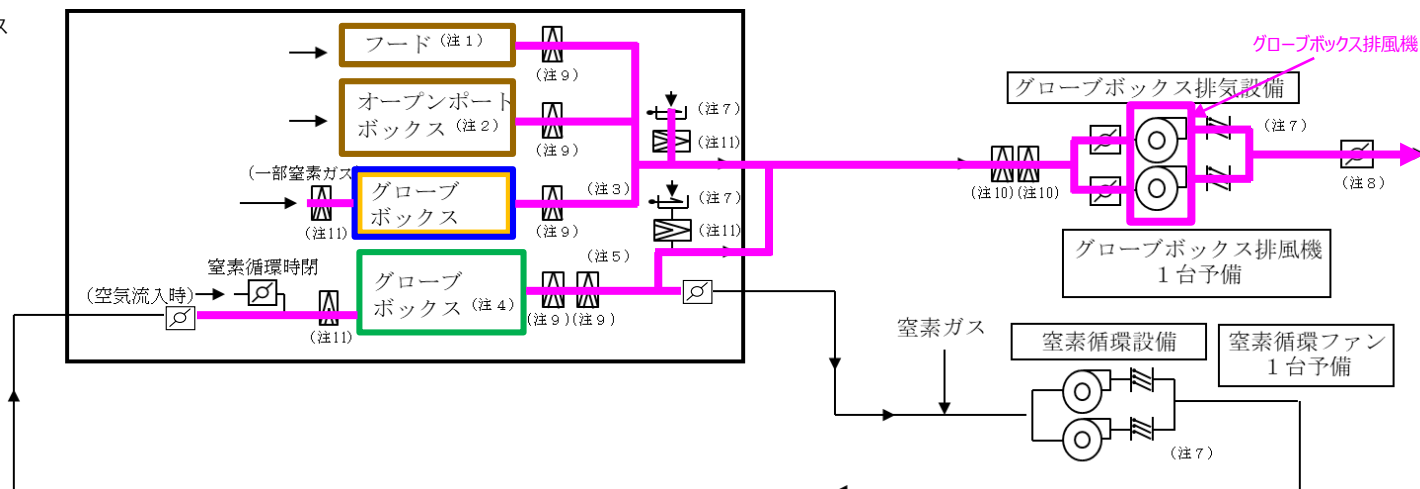 ス
フード(注1)
(注9)
オープンポート
ボックス(注2)
(注9)
(一部窒素ガス
グローブ
ボックス
(注11)
(注3)
(注9)
(注7)
(注11)
(注7)
(注11)
(注5)
窒素循環時閉
(空気流入時)
(注11)
グローブ
ボックス(注4)
(注9)(注9)
グローブボックス排風機
グローブボックス排気設備
(注7)
(注10)(注10)
(注8)
グローブボックス排風機
1台予備
窒素ガス
窒素循環設備
窒素循環ファン
1台予備
(注7)